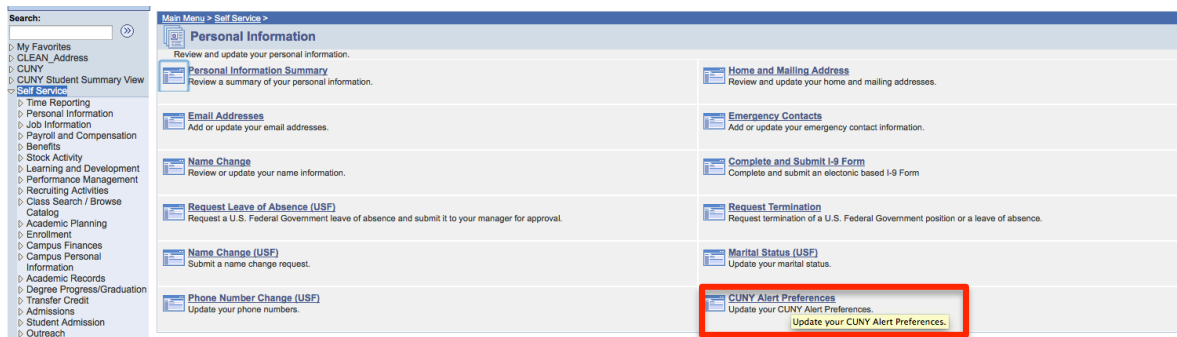 Search:
My Favorites
CLEAN_Address
CUNY
CUNY Student Summary View
Self Service
Time Reporting
Personal Information
Job Information
Payroll and Compensation
Benefits
Stock Activity
Learning and Development
Performance Management
Recruiting Activities
Class Search / Browse
Catalog
Academic Planning
Enrollment
Campus Finances
Campus Personal
Information
Academic Records
Degree Progress/Graduation
Transfer Credit
Admissions
Student Admission
Outreach
Main Menu > Self Service >
Personal Information
Review and update your personal information.
Personal Information Summary
Review a summary of your personal information.
Home and Mailing Address
Review and update your home and mailing addresses.
Email Addresses
Add or update your email addresses.
Emergency Contacts
Add or update your emergency contact information.
Name Change
Review or update your name information.
Complete and Submit I-9 Form
Complete and submit an electonic based I-9 Form
Request Leave of Absence (USF)
Request a U.S. Federal Government leave of absence and submit it to your manager for approval.
Request Termination
Request termination of a U.S. Federal Government position or a leave of absence.
Name Change (USF)
Submit a name change request.
Marital Status (USF)
Update your marital status.
Phone Number Change (USF)
Update your phone numbers.
CUNY Alert Preferences
Update your CUNY Alert Preferences.
Update your CUNY Alert Preferences.